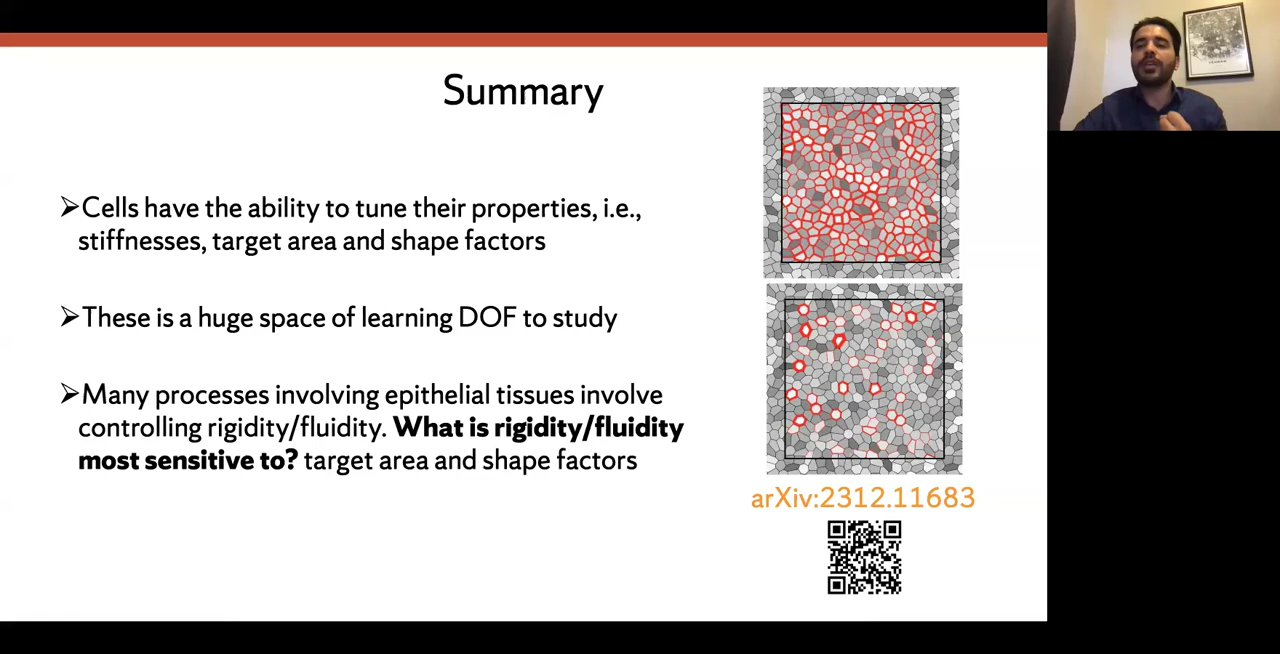 Summary
➢Cells have the ability to tune their properties, i.e.,
stiffnesses, target area and shape factors
➢These is a huge space of learning DOF to study
➢Many processes involving epithelial tissues involve
controlling rigidity/fluidity. What is rigidity/fluidity
most sensitive to? target area and shape factors
arXiv:2312.11683